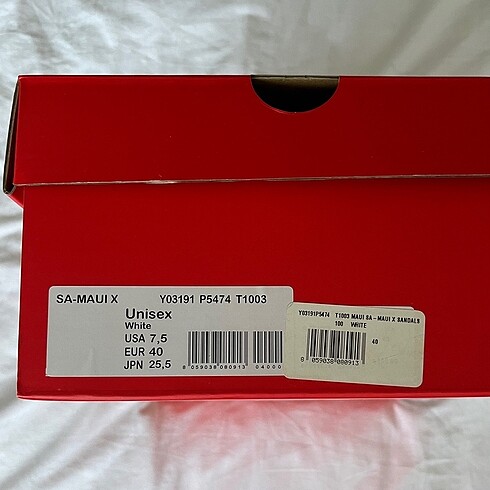 SA-MAUI X Y03191 P5474 T1003
Unisex
White
USA 7,5
EUR 40
JPN 25,5
8 059038 080913 04000
Y03191P5474 T1003 MAUI SA - MAUI X SANDALS
100 WHITE
40
8 059038 080913